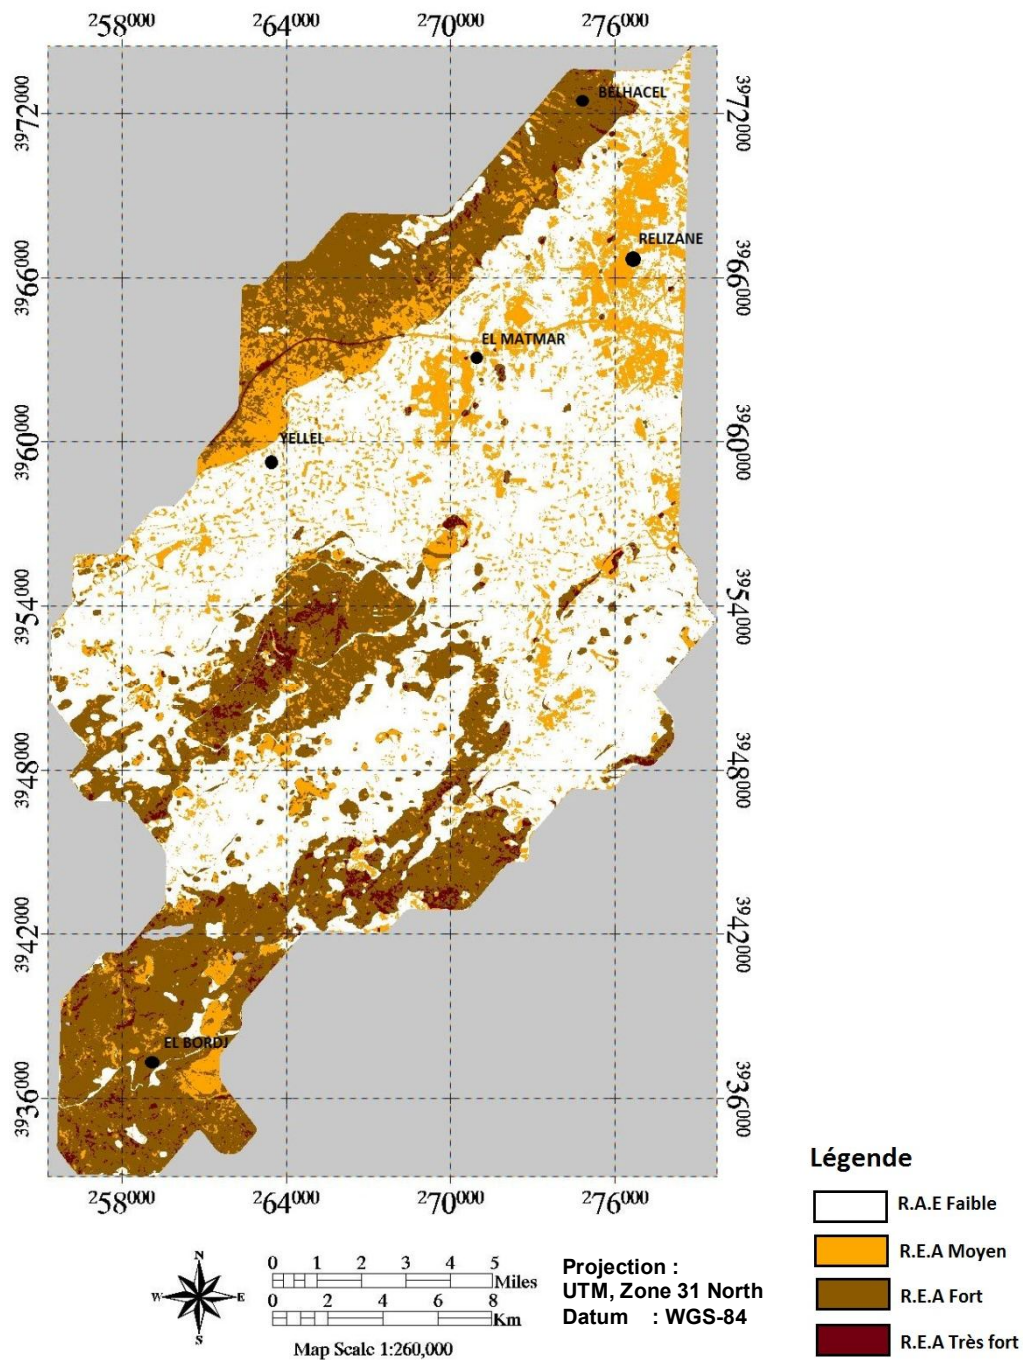 258000 264000 270000 276000
3972000 3972000
3966000 3966000
3960000 3960000
3954000 3954000
3948000 3948000
3942000 3942000
3936000 3936000
BELHACEL
RELIZANE
EL MATMAR
YELLEL
EL BORDJ
258000 264000 270000 276000
Légende
R.A.E Faible
R.E.A Moyen
R.E.A Fort
R.E.A Très fort
N
W E
S
0 1 2 3 4 5
Miles
0 2 4 6 8
Km
Map Scale 1:260,000
Projection :
UTM, Zone 31 North
Datum : WGS-84